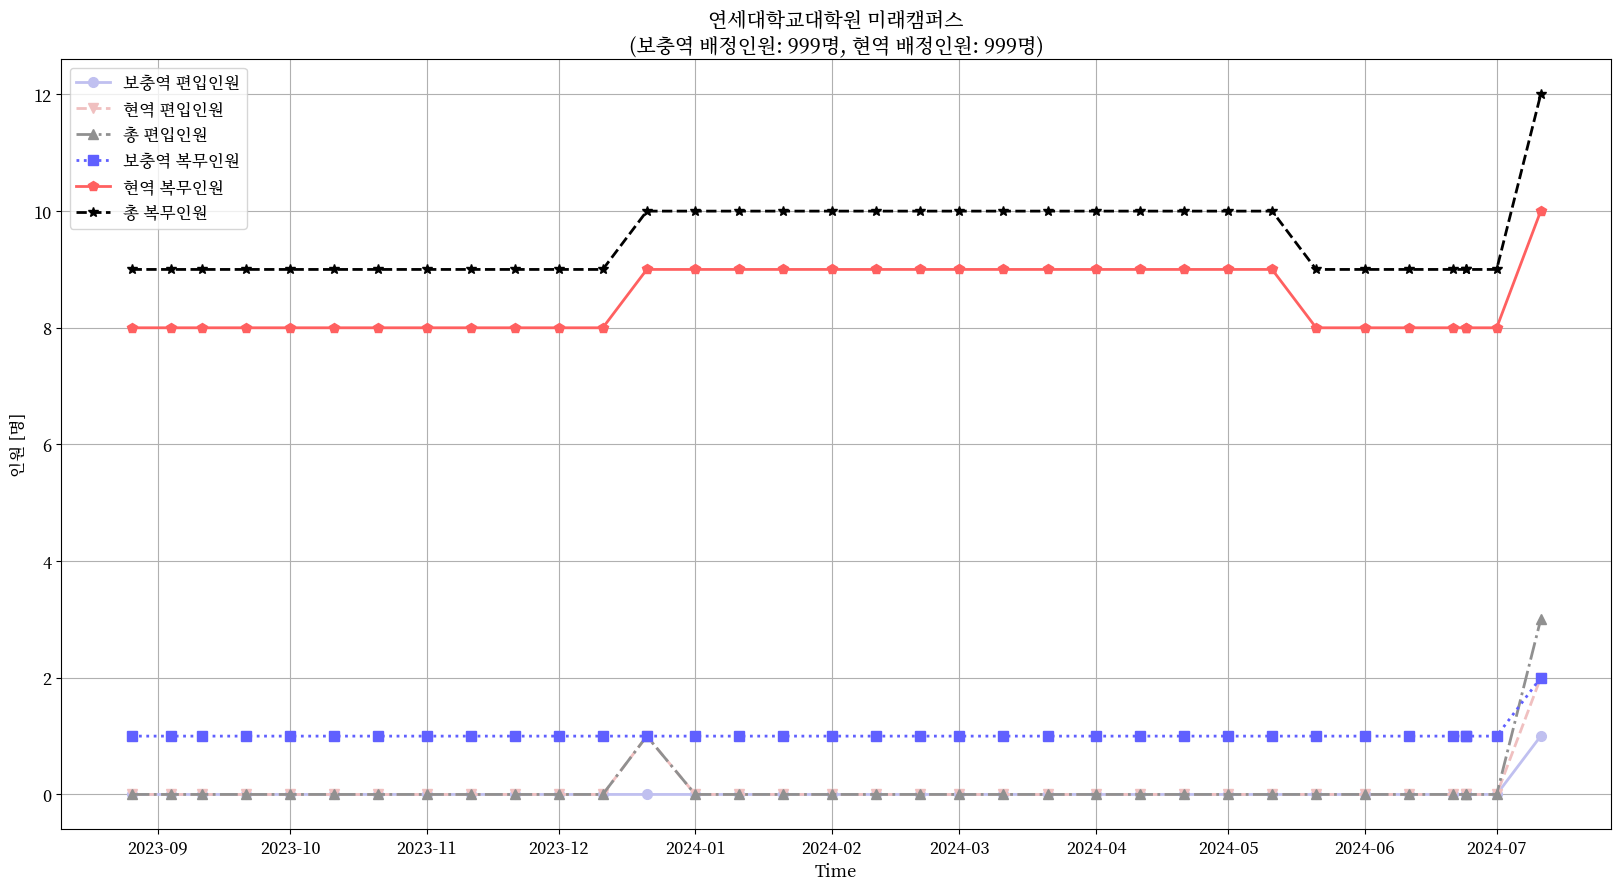 연세대학교대학원 미래캠퍼스
(보충역 배정인원: 999명, 현역 배정인원: 999명)
보충역 편입인원
현역 편입인원
총 편입인원
보충역 복무인원
현역 복무인원
총 복무인원
12
10
8
6
4
2
0
인원 [명]
2023-09
2023-10
2023-11
2023-12
2024-01
2024-02
2024-03
2024-04
2024-05
2024-06
2024-07
Time